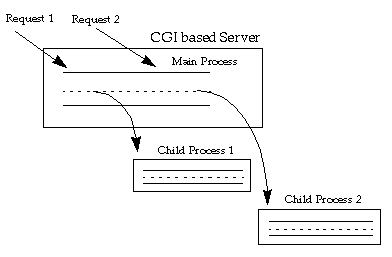 Request 1
Request 2
CGI based Server
Main Process
Child Process 1
Child Process 2